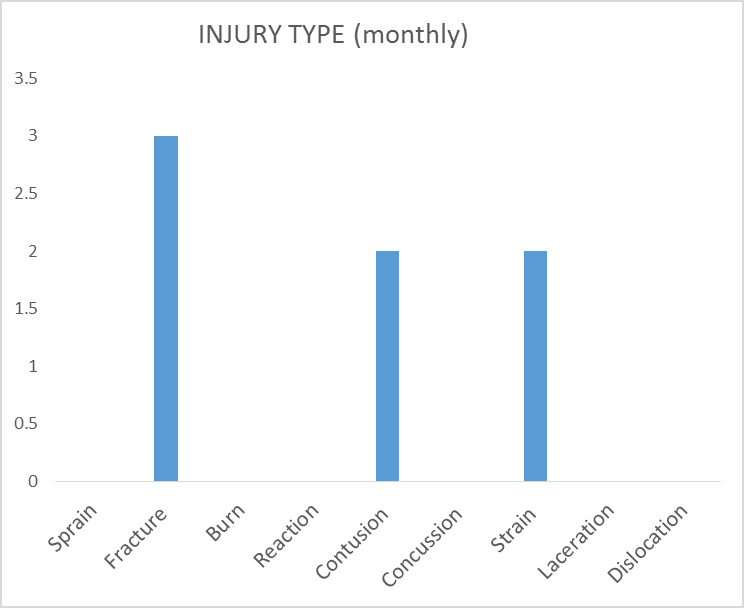 INJURY TYPE (monthly)
3.5
3
2.5
2
1.5
1
0.5
0
Sprain
Fracture
Burn
Reaction
Contusion
Concussion
Strain
Laceration
Dislocation